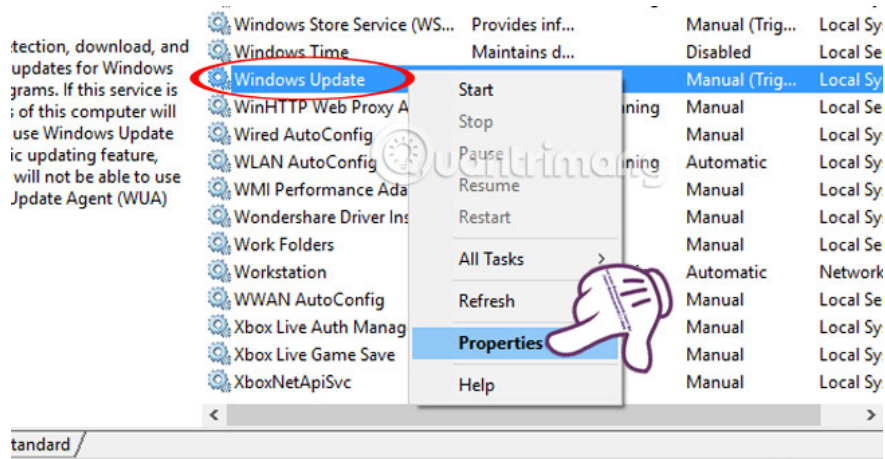 Windows Store Service (WS... Provides inf... Manual (Trig... Local Sy
tection, download, and Windows Time Maintains d... Disabled Local Se
updates for Windows Windows Update Manual (Trig... Local Sy
grams. If this service is Start
s of this computer will WinHTTP Web Proxy A ning Manual Local Se
use Windows Update Stop
Wired AutoConfig Manual Local Sy
ic updating feature, Pause
WLAN AutoConfig ning Automatic Local Sy
Quantrimang
will not be able to use
Update Agent (WUA) WMI Performance Ada Resume Manual Local Sy
Wondershare Driver Ins Restart Manual Local Sy
Work Folders Manual Local Se
All Tasks
Workstation Automatic Network
WWAN AutoConfig Refresh Manual Local Se
Xbox Live Auth Manag Manual Local Sy
Properties
Xbox Live Game Save Manual Local Sy
XboxNetApiSvc Help Manual Local Sy
tandard